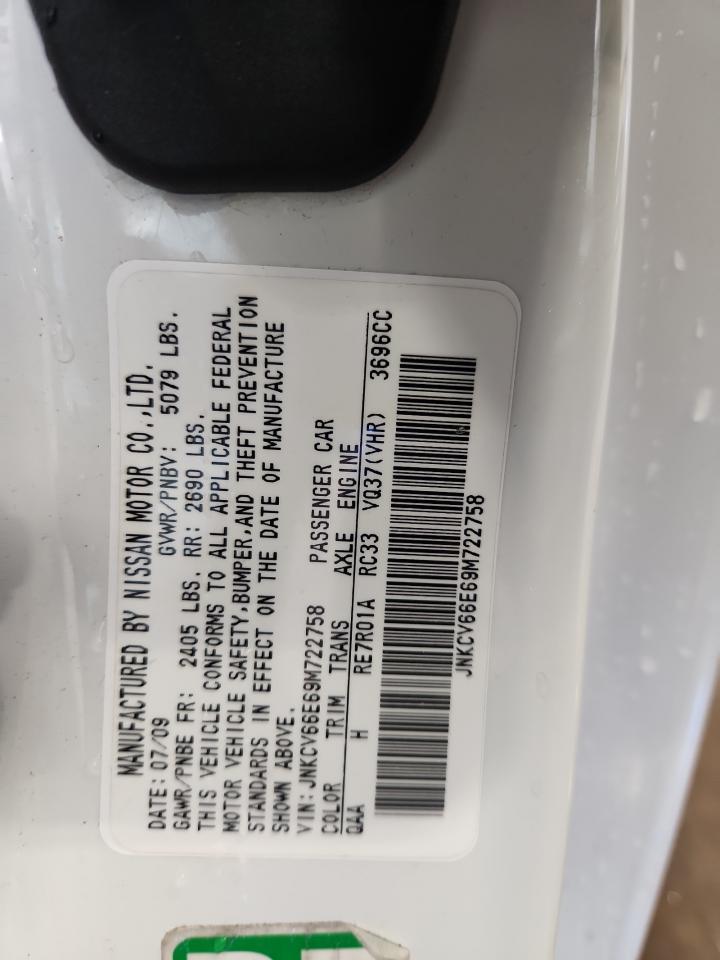 MANUFACTURED BY NISSAN MOTOR CO.,LTD.
DATE: 07/09 GVWR/PNBV: 5079 LBS.
GAWR/PNBE FR: 2405 LBS. RR: 2690 LBS.
THIS VEHICLE CONFORMS TO ALL APPLICABLE FEDERAL
MOTOR VEHICLE SAFETY,BUMPER,AND THEFT PREVENTION
STANDARDS IN EFFECT ON THE DATE OF MANUFACTURE
SHOWN ABOVE.
VIN:JNKCV66E69M722758 PASSENGER CAR
COLOR TRIM TRANS AXLE ENGINE
QAA H RE7R01A RC33 VQ37(VHR) 3696CC
JNKCV66E69M722758